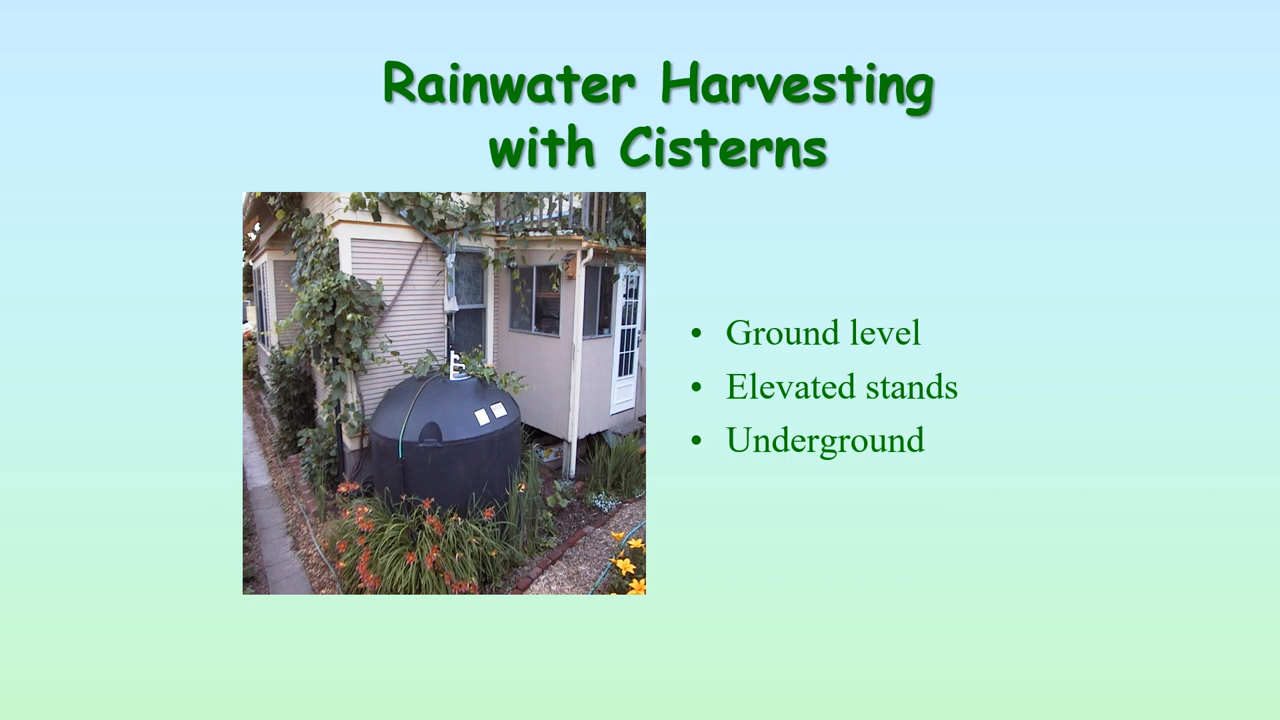 Rainwater Harvesting
with Cisterns
• Ground level
• Elevated stands
• Underground